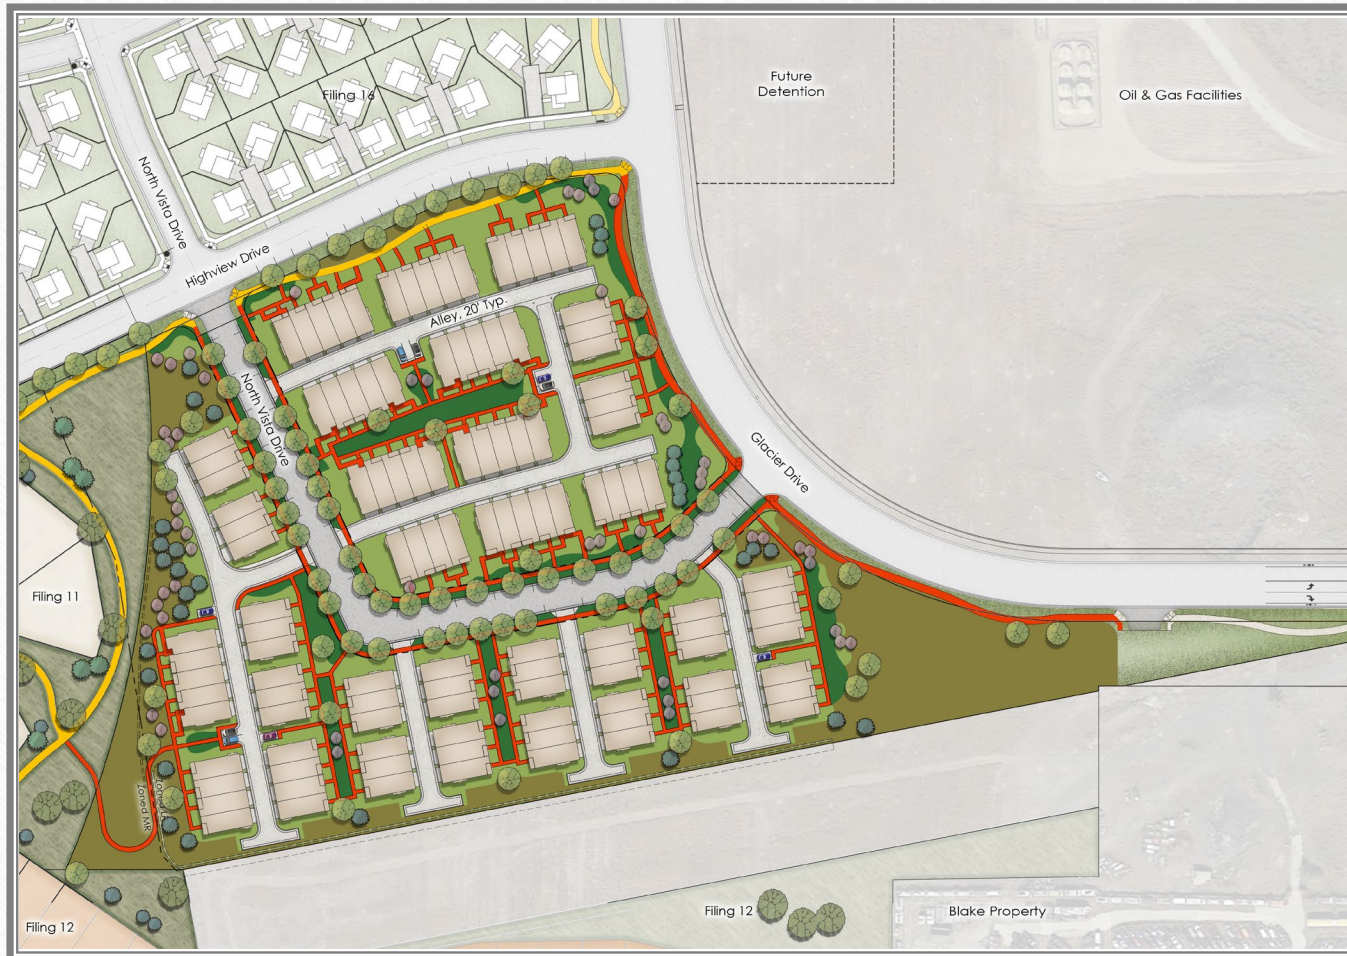 Future
Detention
Oil & Gas Facilities
Filing 16
North Vista Drive
Highview Drive
Alley, 20' Typ.
North Vista Drive
Glacier Drive
Filing 11
Zoned MR
Filing 12
Filing 12
Blake Property